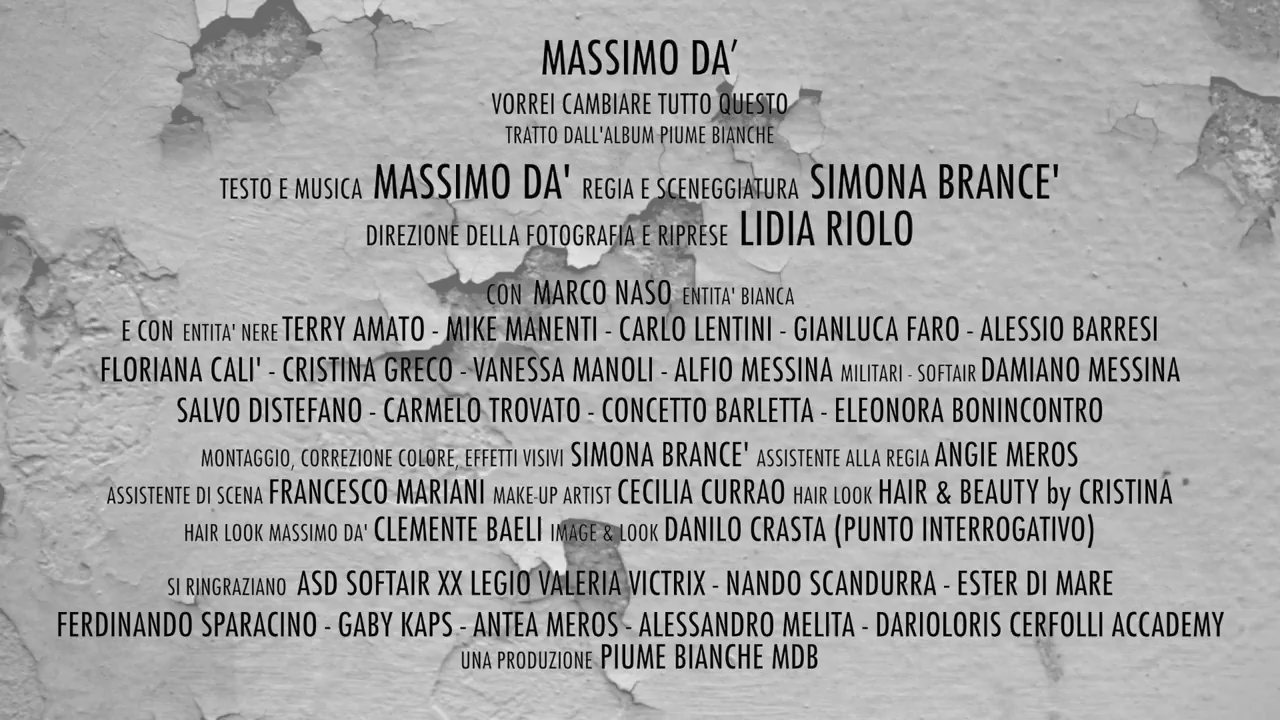 MASSIMO DA’
VORREI CAMBIARE TUTTO QUESTO
TRATTO DALL'ALBUM PIUME BIANCHE
TESTO E MUSICA MASSIMO DA' REGIA E SCENEGGIATURA SIMONA BRANCE'
DIREZIONE DELLA FOTOGRAFIA E RIPRESE LIDIA RIOLO
CON MARCO NASO ENTITA' BIANCA
E CON ENTITA' NERE TERRY AMATO - MIKE MANENTI - CARLO LENTINI - GIANLUCA FARO - ALESSIO BARRESI
FLORIANA CALI' - CRISTINA GRECO - VANESSA MANOLI - ALFIO MESSINA MILITARI - SOFTAIR DAMIANO MESSINA
SALVO DISTEFANO - CARMELO TROVATO - CONCETTO BARLETTA - ELEONORA BONINCONTRO
MONTAGGIO, CORREZIONE COLORE, EFFETTI VISIVI SIMONA BRANCE' ASSISTENTE ALLA REGIA ANGIE MEROS
ASSISTENTE DI SCENA FRANCESCO MARIANI MAKE-UP ARTIST CECILIA CURRAO HAIR LOOK HAIR & BEAUTY by CRISTINA
HAIR LOOK MASSIMO DA' CLEMENTE BAELI IMAGE & LOOK DANILO CRASTA (PUNTO INTERROGATIVO)
SI RINGRAZIANO ASD SOFTAIR XX LEGIO VALERIA VICTRIX - NANDO SCANDURRA - ESTER DI MARE
FERDINANDO SPARACINO - GABY KAPS - ANTEA MEROS - ALESSANDRO MELITA - DARIOLORIS CERFOLLI ACCADEMY
UNA PRODUZIONE PIUME BIANCHE MDB